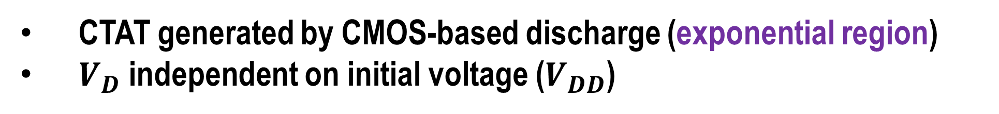 • CTAT generated by CMOS-based discharge (exponential region)
• V_D independent on initial voltage (V_DD)